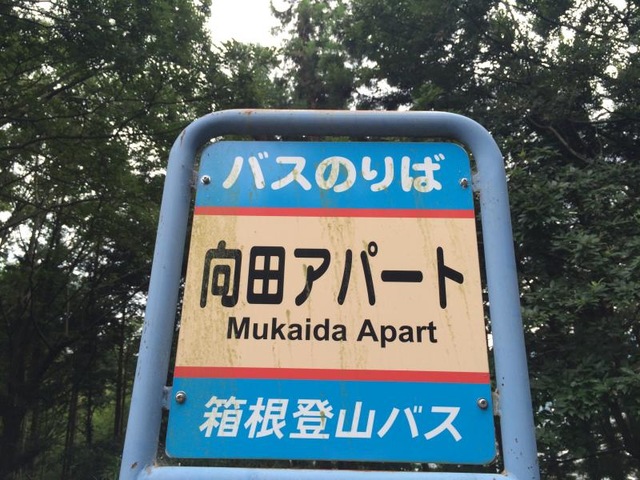 バスのりば
向田アパート
Mukaida Apart
箱根登山バス